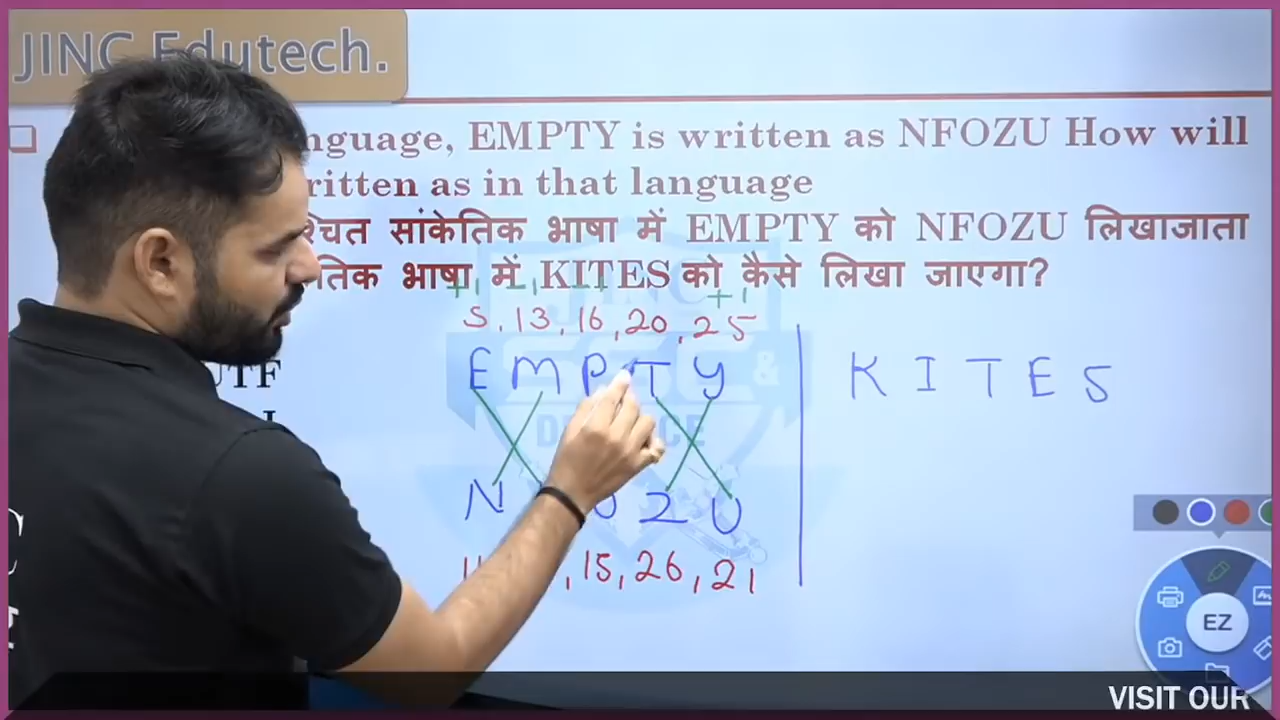 JINC Edutech.
nguage, EMPTY is written as NFOZU How will
ritten as in that language
श्चित सांकेतिक भाषा में EMPTY को NFOZU लिखाजाता
तिक भाषा में KITES को कैसे लिखा जाएगा?
+1
5, 13, 16, 20, 25
E M P T Y
K I T E S
UTF
N O Z U
, 15, 26, 21
EZ
VISIT OUR